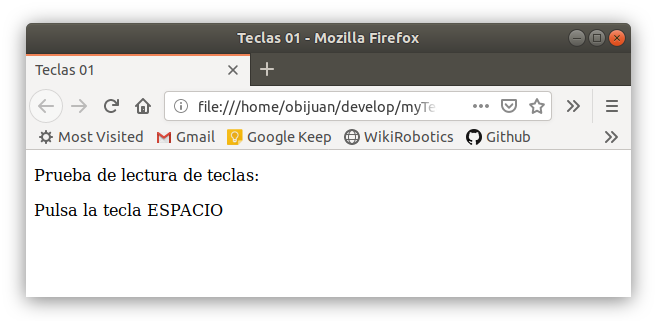 Teclas 01 - Mozilla Firefox
Teclas 01
file:///home/obijuan/develop/myTe
Most Visited Gmail Google Keep WikiRobotics Github
Prueba de lectura de teclas:
Pulsa la tecla ESPACIO